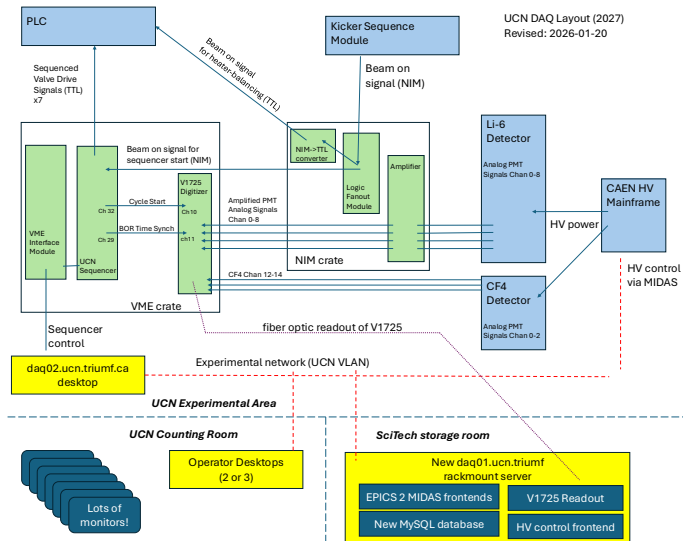 PLC
Kicker Sequence
Module
UCN DAQ Layout (2027)
Revised: 2026-01-20
Sequenced
Valve Drive
Signals (TTL)
x7
Beam on signal
for heater-balancing (TTL)
Beam on
signal (NIM)
Li-6
Detector
Analog PMT
Signals Chan 0-8
NIM->TTL
converter
Logic
Fanout
Module
Amplifier
Beam on signal for
sequencer start (NIM)
V1725
Digitizer
CAEN HV
Mainframe
Cycle Start
Ch 32
Ch10
Amplified PMT
Analog Signals
Chan 0-8
HV power
BOR Time Synch
Ch 29
ch11
VME
Interface
Module
UCN
Sequencer
NIM crate
HV control
via MIDAS
CF4 Chan 12-14
CF4
Detector
Analog PMT
Signals Chan 0-2
VME crate
Sequencer
control
fiber optic readout of V1725
daq02.ucn.triumf.ca
desktop
Experimental network (UCN VLAN)
UCN Experimental Area
UCN Counting Room
SciTech storage room
Operator Desktops
(2 or 3)
Lots of
monitors!
New daq01.ucn.triumf
rackmount server
EPICS 2 MIDAS frontends
V1725 Readout
New MySQL database
HV control frontend